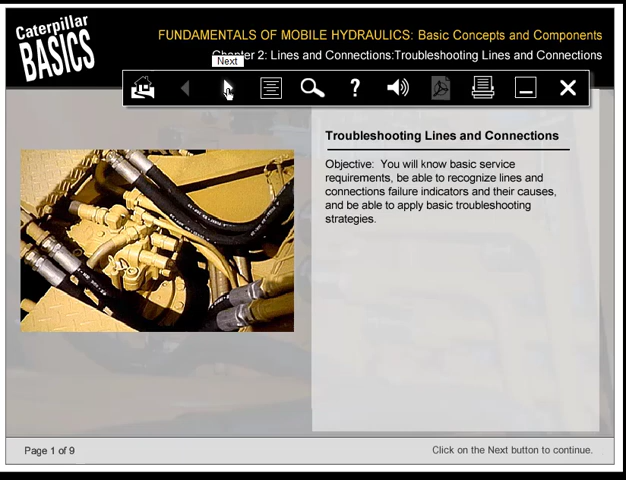 Caterpillar
BASICS
FUNDAMENTALS OF MOBILE HYDRAULICS: Basic Concepts and Components
Chapter 2: Lines and Connections:Troubleshooting Lines and Connections
Next
?
Troubleshooting Lines and Connections
Objective: You will know basic service
requirements, be able to recognize lines and
connections failure indicators and their causes,
and be able to apply basic troubleshooting
strategies.
Page 1 of 9
Click on the Next button to continue.